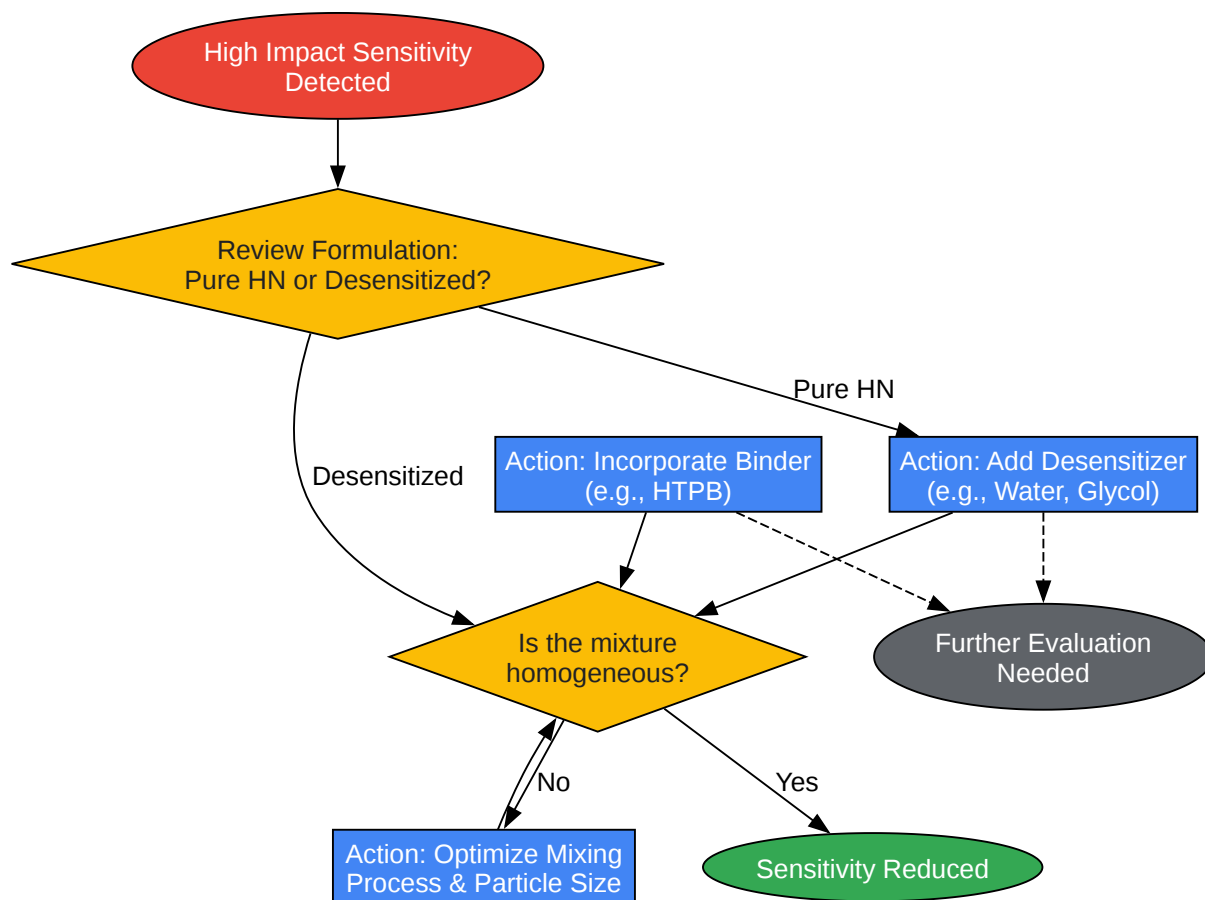 High Impact Sensitivity
Detected
Review Formulation:
Pure HN or Desensitized?
Pure HN
Desensitized
Action: Incorporate Binder
(e.g., HTPB)
Action: Add Desensitizer
(e.g., Water, Glycol)
Is the mixture
homogeneous?
Further Evaluation
Needed
No
Yes
Action: Optimize Mixing
Process & Particle Size
Sensitivity Reduced